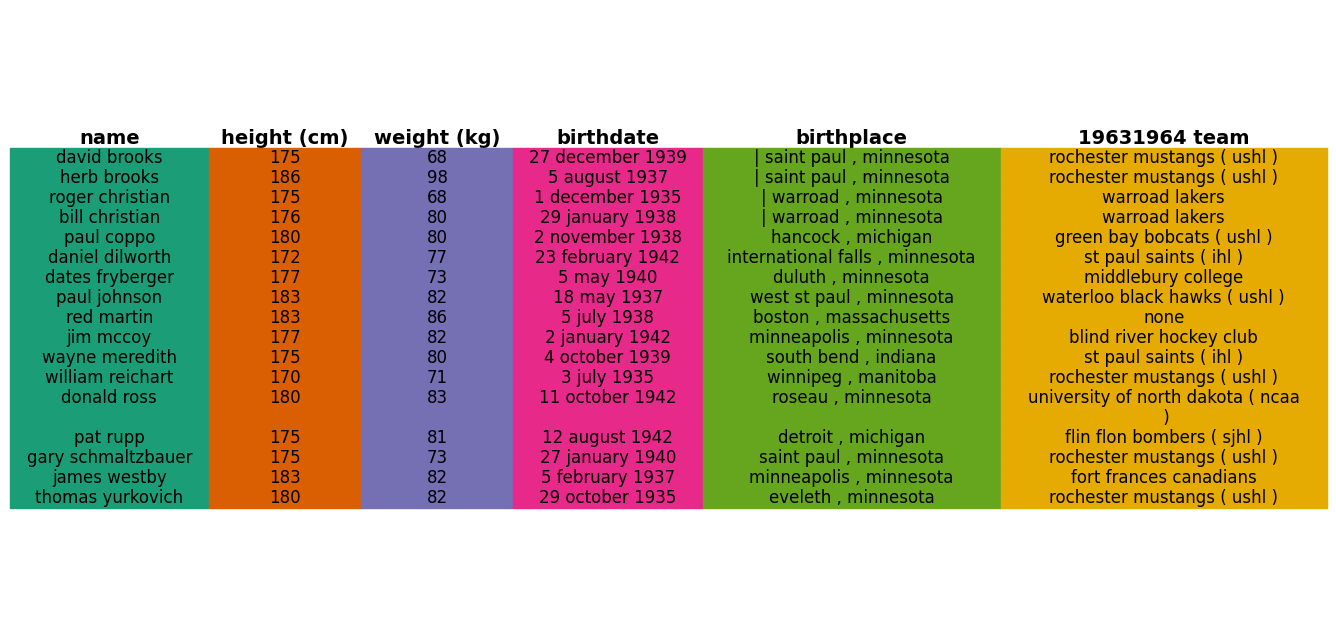 name height (cm) weight (kg) birthdate birthplace 19631964 team
david brooks 175 68 27 december 1939 | saint paul , minnesota rochester mustangs ( ushl )
herb brooks 186 98 5 august 1937 | saint paul , minnesota rochester mustangs ( ushl )
roger christian 175 68 1 december 1935 | warroad , minnesota warroad lakers
bill christian 176 80 29 january 1938 | warroad , minnesota warroad lakers
paul coppo 180 80 2 november 1938 hancock , michigan green bay bobcats ( ushl )
daniel dilworth 172 77 23 february 1942 international falls , minnesota st paul saints ( ihl )
dates fryberger 177 73 5 may 1940 duluth , minnesota middlebury college
paul johnson 183 82 18 may 1937 west st paul , minnesota waterloo black hawks ( ushl )
red martin 183 86 5 july 1938 boston , massachusetts none
jim mccoy 177 82 2 january 1942 minneapolis , minnesota blind river hockey club
wayne meredith 175 80 4 october 1939 south bend , indiana st paul saints ( ihl )
william reichart 170 71 3 july 1935 winnipeg , manitoba rochester mustangs ( ushl )
donald ross 180 83 11 october 1942 roseau , minnesota university of north dakota ( ncaa
)
pat rupp 175 81 12 august 1942 detroit , michigan flin flon bombers ( sjhl )
gary schmaltzbauer 175 73 27 january 1940 saint paul , minnesota rochester mustangs ( ushl )
james westby 183 82 5 february 1937 minneapolis , minnesota fort frances canadians
thomas yurkovich 180 82 29 october 1935 eveleth , minnesota rochester mustangs ( ushl )